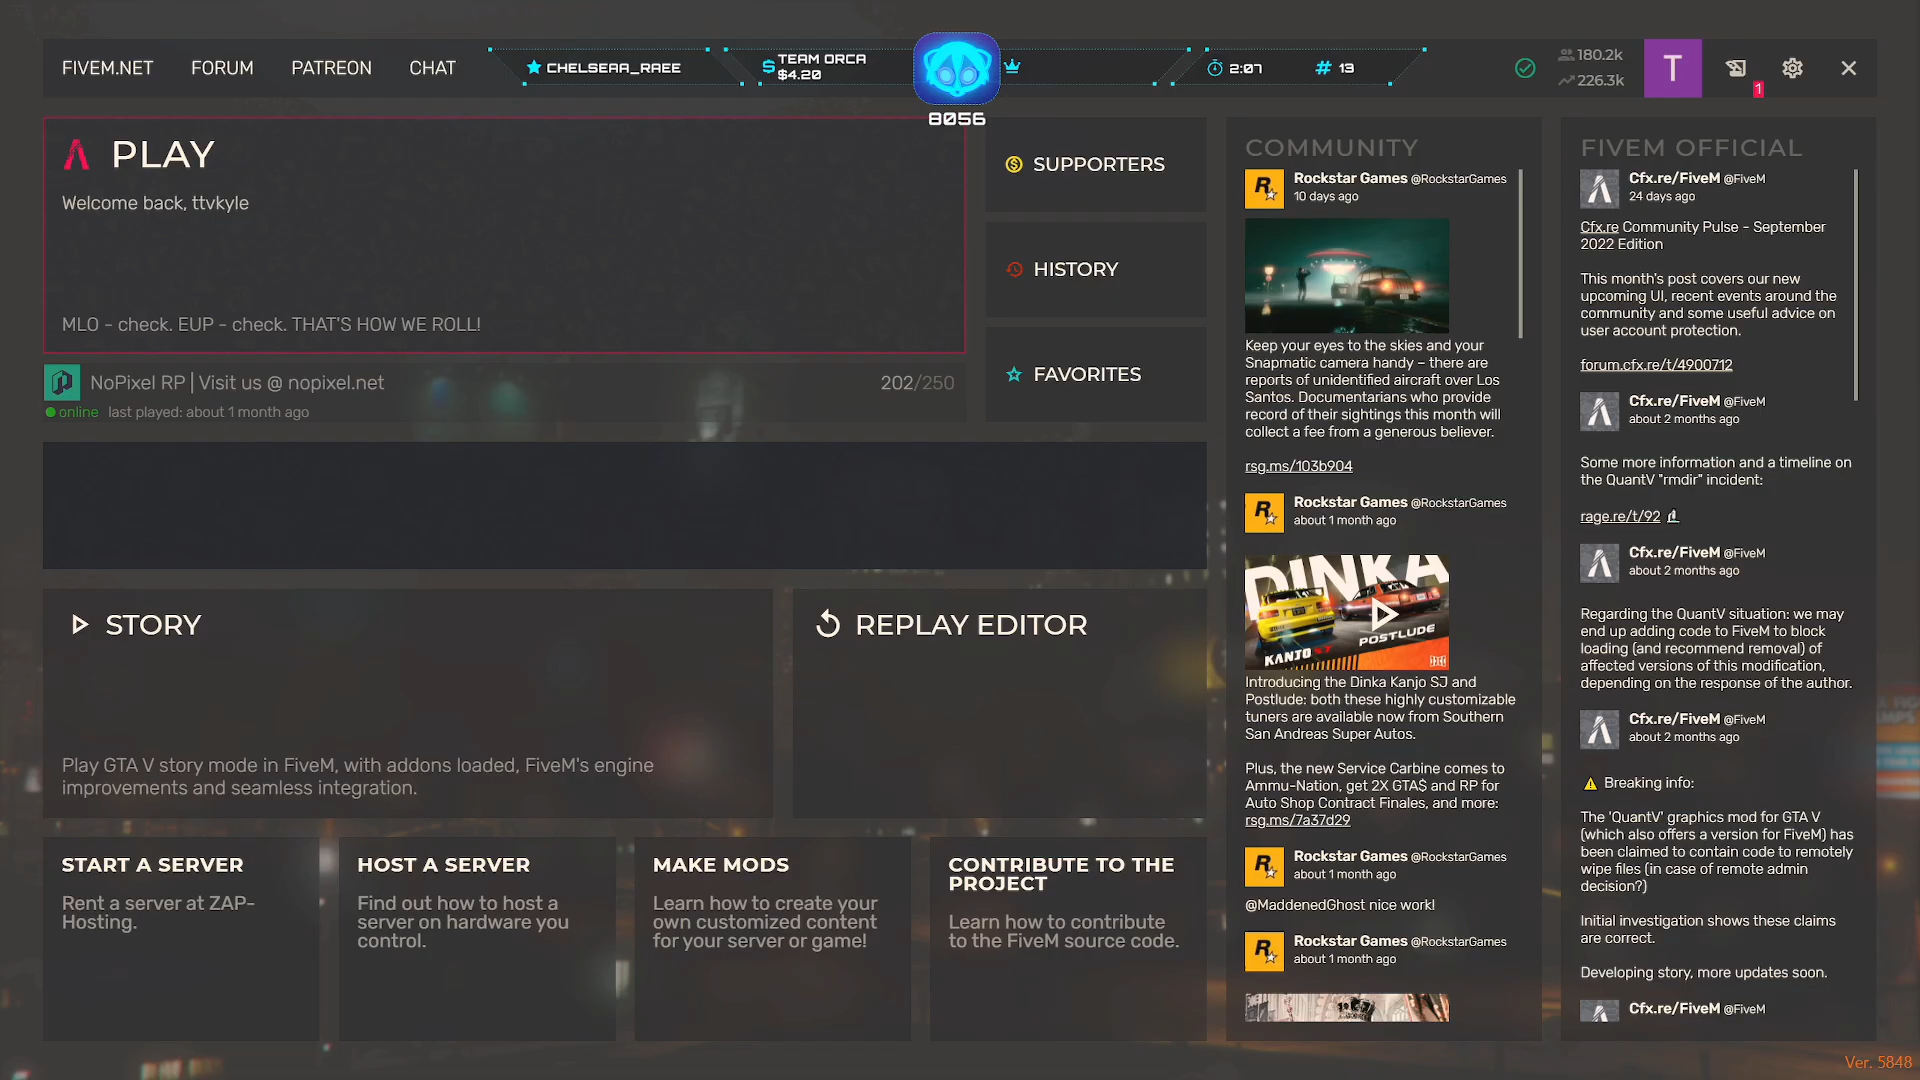 FIVEM.NET
FORUM
PATREON
CHAT
CHELSEAA_RAEE
TEAM ORCA
$4.20
8056
2:07
# 13
180.2k
226.3k
T
1
PLAY
Welcome back, ttvkyle
MLO - check. EUP - check. THAT'S HOW WE ROLL!
NoPixel RP | Visit us @ nopixel.net
202/250
online last played: about 1 month ago
SUPPORTERS
HISTORY
FAVORITES
STORY
Play GTA V story mode in FiveM, with addons loaded, FiveM's engine
improvements and seamless integration.
REPLAY EDITOR
START A SERVER
Rent a server at ZAP-
Hosting.
HOST A SERVER
Find out how to host a
server on hardware you
control.
MAKE MODS
Learn how to create your
own customized content
for your server or game!
CONTRIBUTE TO THE
PROJECT
Learn how to contribute
to the FiveM source code.
COMMUNITY
Rockstar Games @RockstarGames
10 days ago
Keep your eyes to the skies and your
Snapmatic camera handy – there are
reports of unidentified aircraft over Los
Santos. Documentarians who provide
record of their sightings this month will
collect a fee from a generous believer.
rsg.ms/103b904
Rockstar Games @RockstarGames
about 1 month ago
DINKA
POSTLUDE
KANJO SJ
Introducing the Dinka Kanjo SJ and
Postlude: both these highly customizable
tuners are available now from Southern
San Andreas Super Autos.
Plus, the new Service Carbine comes to
Ammu-Nation, get 2X GTA$ and RP for
Auto Shop Contract Finales, and more:
rsg.ms/7a37d29
Rockstar Games @RockstarGames
about 1 month ago
@MaddenedGhost nice work!
Rockstar Games @RockstarGames
about 1 month ago
FIVEM OFFICIAL
Cfx.re/FiveM @FiveM
24 days ago
Cfx.re Community Pulse - September
2022 Edition
This month's post covers our new
upcoming UI, recent events around the
community and some useful advice on
user account protection.
forum.cfx.re/t/4900712
Cfx.re/FiveM @FiveM
about 2 months ago
Some more information and a timeline on
the QuantV "rmdir" incident:
rage.re/t/92
Cfx.re/FiveM @FiveM
about 2 months ago
Regarding the QuantV situation: we may
end up adding code to FiveM to block
loading (and recommend removal) of
affected versions of this modification,
depending on the response of the author.
Cfx.re/FiveM @FiveM
about 2 months ago
Breaking info:
The 'QuantV' graphics mod for GTA V
(which also offers a version for FiveM) has
been claimed to contain code to remotely
wipe files (in case of remote admin
decision?)
Initial investigation shows these claims
are correct.
Developing story, more updates soon.
Cfx.re/FiveM @FiveM
Ver. 5848